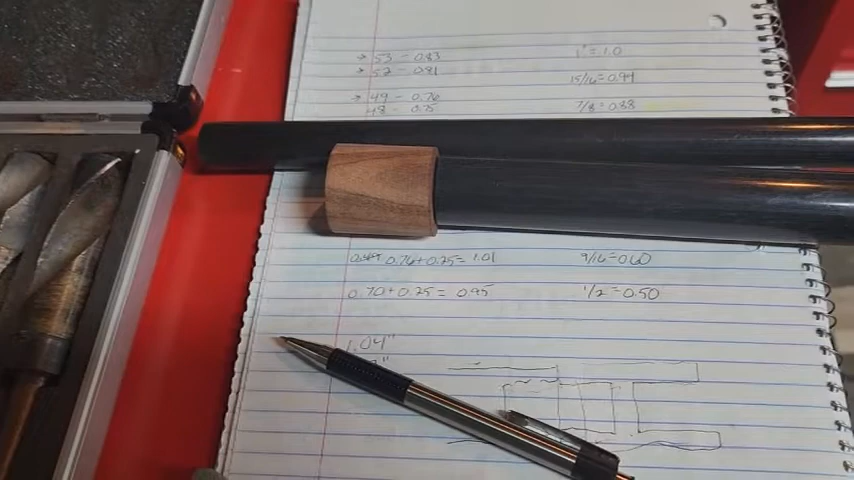 → 53 - 0.83
→ 52 - 0.81
→ 49 - 0.76
48 - 0.75
1" = 1.0
15/16 = 0.94
7/8 = 0.88
0.76 + 0.25 = 1.01
0.70 + 0.25 = 0.95
9/16 = 0.60
1/2 = 0.50
1.04"